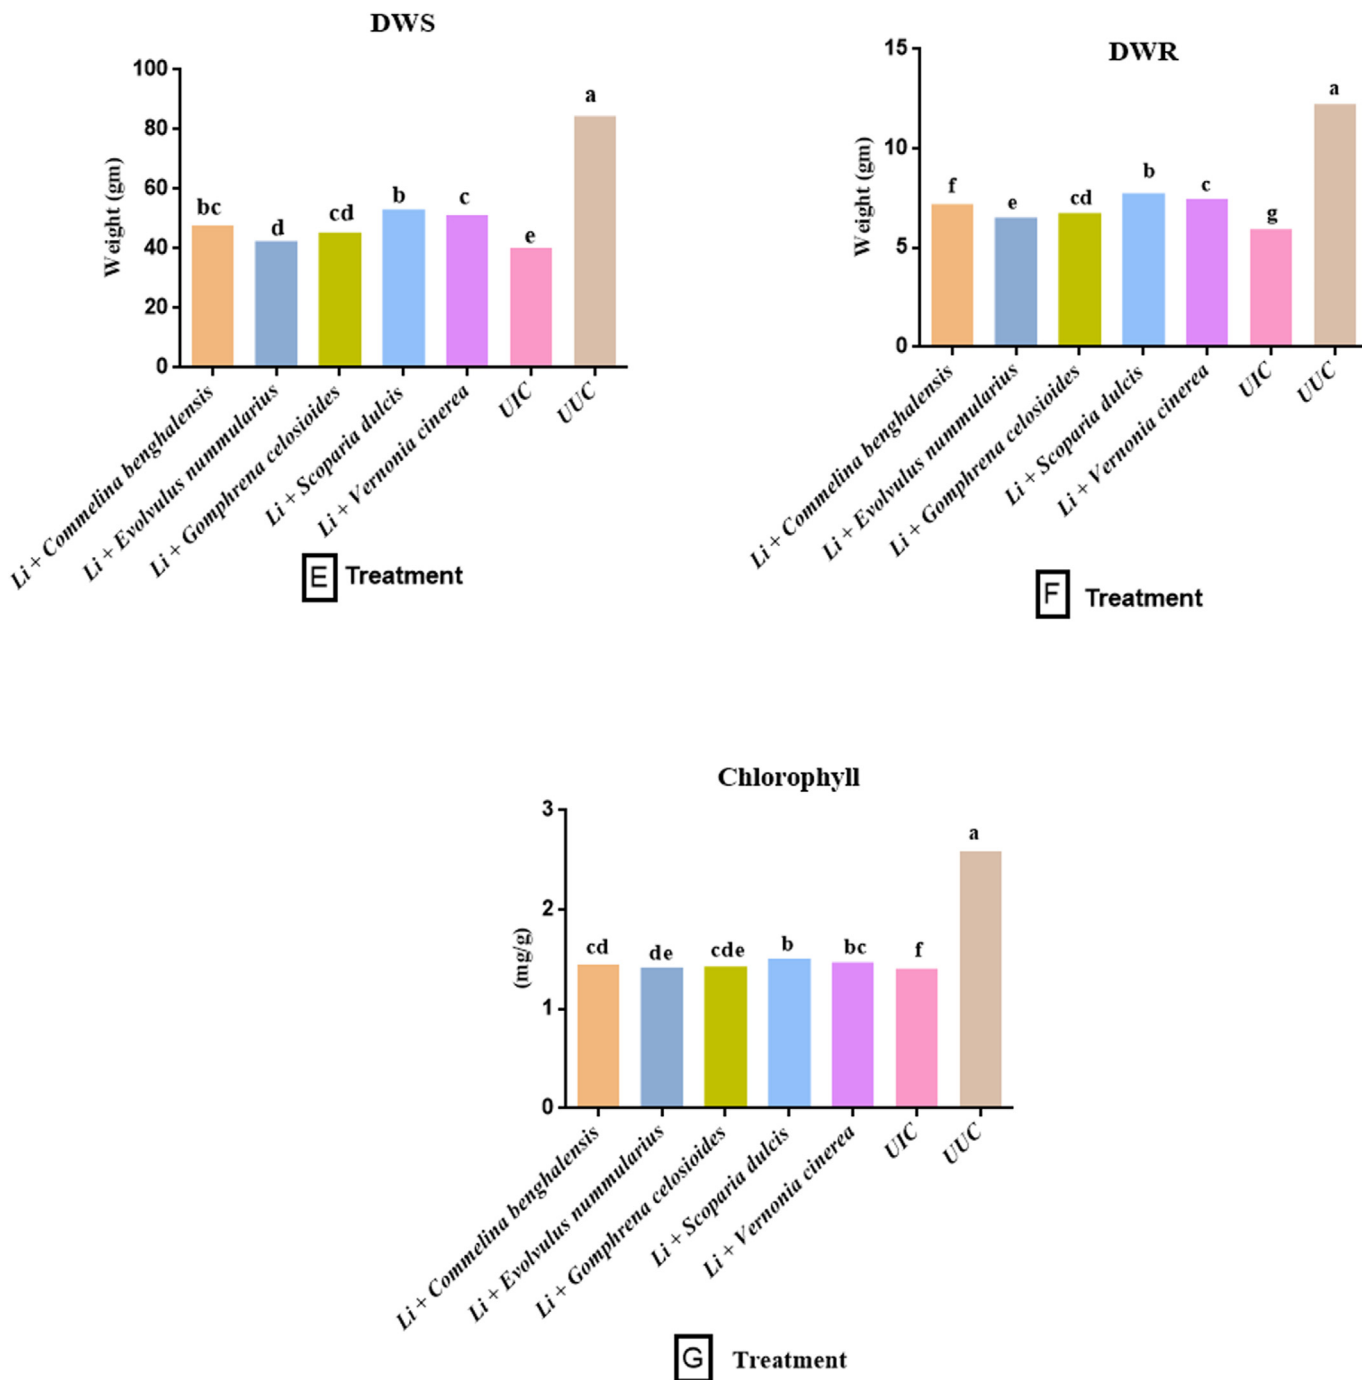 DWS
Weight (gm)
100
80
60
40
20
0
bc
d
cd
b
c
e
a
Li + Commelina benghalensis
Li + Evolvulus nummularius
Li + Gomphrena celosioides
Li + Scoparia dulcis
Li + Vernonia cinerea
UIC
UUC
E Treatment
DWR
Weight (gm)
15
10
5
0
f
e
cd
b
c
g
a
Li + Commelina benghalensis
Li + Evolvulus nummularius
Li + Gomphrena celosioides
Li + Scoparia dulcis
Li + Vernonia cinerea
UIC
UUC
F Treatment
Chlorophyll
(mg/g)
3
2
1
0
cd
de
cde
b
bc
f
a
Li + Commelina benghalensis
Li + Evolvulus nummularius
Li + Gomphrena celosioides
Li + Scoparia dulcis
Li + Vernonia cinerea
UIC
UUC
G Treatment